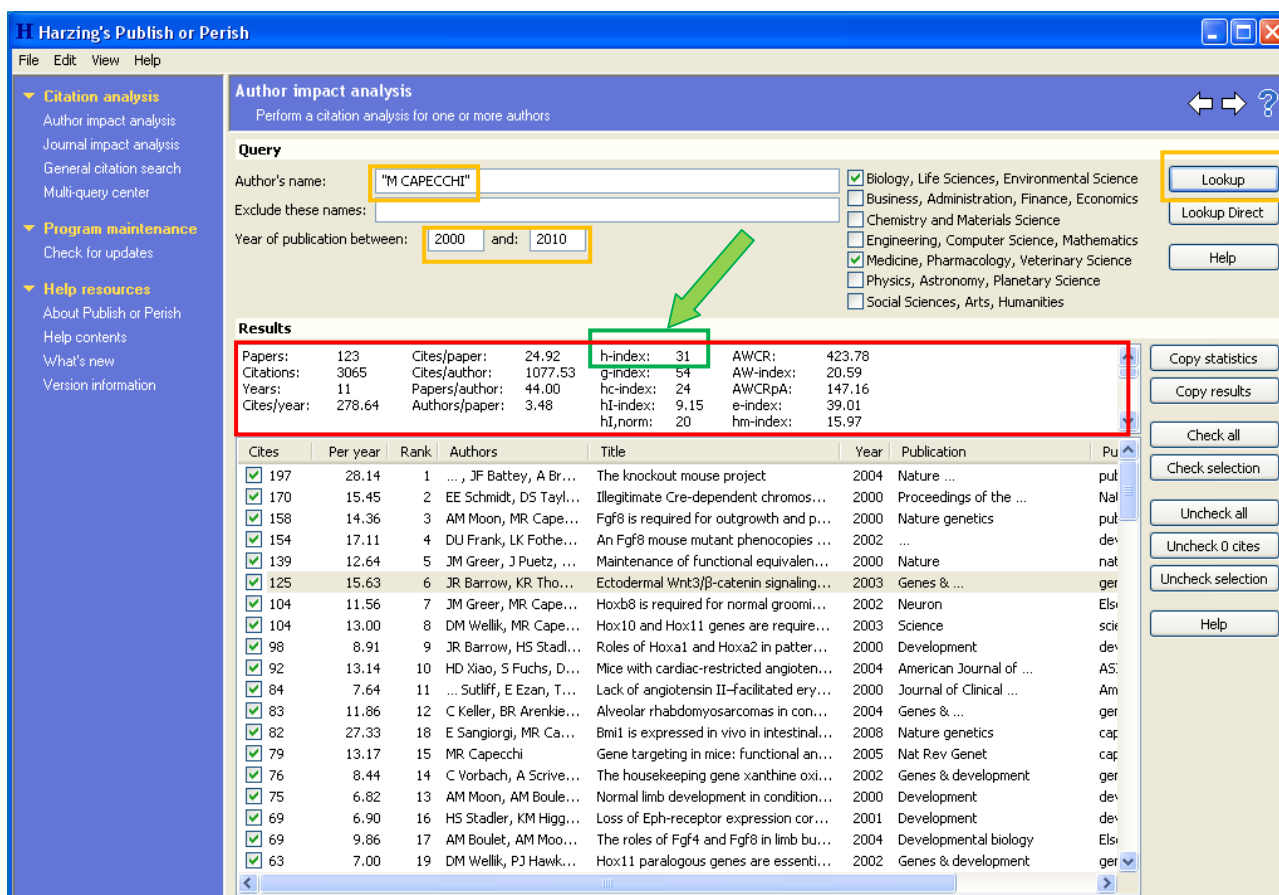 Harzing's Publish or Perish
File Edit View Help
Citation analysis
Author impact analysis
Journal impact analysis
General citation search
Multi-query center
Program maintenance
Check for updates
Help resources
About Publish or Perish
Help contents
What's new
Version information
Author impact analysis
Perform a citation analysis for one or more authors
Query
Author's name: "M CAPECCHI"
Exclude these names:
Year of publication between: 2000 and: 2010
Biology, Life Sciences, Environmental Science
Business, Administration, Finance, Economics
Chemistry and Materials Science
Engineering, Computer Science, Mathematics
Medicine, Pharmacology, Veterinary Science
Physics, Astronomy, Planetary Science
Social Sciences, Arts, Humanities
Lookup
Lookup Direct
Help
Results
Papers: 123 Cites/paper: 24.92 h-index: 31 AWCR: 423.78
Citations: 3065 Cites/author: 1077.53 g-index: 54 AW-index: 20.59
Years: 11 Papers/author: 44.00 hc-index: 24 AWCRpA: 147.16
Cites/year: 278.64 Authors/paper: 3.48 hI-index: 9.15 e-index: 39.01
hI,norm: 20 hm-index: 15.97
Copy statistics
Copy results
Check all
Check selection
Uncheck all
Uncheck 0 cites
Uncheck selection
Help
Cites Per year Rank Authors Title Year Publication Pu
197 28.14 1 ... , JF Battey, A Br... The knockout mouse project 2004 Nature ... pub
170 15.45 2 EE Schmidt, DS Tayl... Illegitimate Cre-dependent chromos... 2000 Proceedings of the ... Nat
158 14.36 3 AM Moon, MR Cape... Fgf8 is required for outgrowth and p... 2000 Nature genetics pub
154 17.11 4 DU Frank, LK Fothe... An Fgf8 mouse mutant phenocopies ... 2002 ... dev
139 12.64 5 JM Greer, J Puetz, ... Maintenance of functional equivalen... 2000 Nature nat
125 15.63 6 JR Barrow, KR Tho... Ectodermal Wnt3/β-catenin signaling... 2003 Genes & ... gen
104 11.56 7 JM Greer, MR Cape... Hoxb8 is required for normal groomi... 2002 Neuron Else
104 13.00 8 DM Wellik, MR Cape... Hox10 and Hox11 genes are require... 2003 Science scie
98 8.91 9 JR Barrow, HS Stadl... Roles of Hoxa1 and Hoxa2 in patter... 2000 Development dev
92 13.14 10 HD Xiao, S Fuchs, D... Mice with cardiac-restricted angioten... 2004 American Journal of ... AS
84 7.64 11 ... Sutliff, E Ezan, T... Lack of angiotensin II–facilitated ery... 2000 Journal of Clinical ... Am
83 11.86 12 C Keller, BR Arenkie... Alveolar rhabdomyosarcomas in con... 2004 Genes & ... gen
82 27.33 18 E Sangiorgi, MR Ca... Bmi1 is expressed in vivo in intestinal... 2008 Nature genetics cap
79 13.17 15 MR Capecchi Gene targeting in mice: functional an... 2005 Nat Rev Genet cap
76 8.44 14 C Vorbach, A Scrive... The housekeeping gene xanthine oxi... 2002 Genes & development gen
75 6.82 13 AM Moon, AM Boule... Normal limb development in condition... 2000 Development dev
69 6.90 16 HS Stadler, KM Higg... Loss of Eph-receptor expression cor... 2001 Development dev
69 9.86 17 AM Boulet, AM Moo... The roles of Fgf4 and Fgf8 in limb bu... 2004 Developmental biology Else
63 7.00 19 DM Wellik, PJ Hawk... Hox11 paralogous genes are essenti... 2002 Genes & development gen